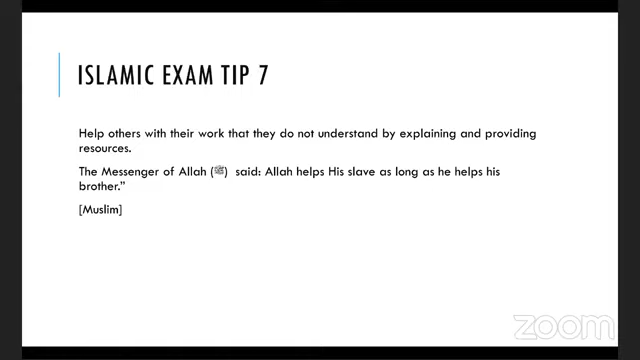 ISLAMIC EXAM TIP 7
Help others with their work that they do not understand by explaining and providing
resources.
The Messenger of Allah (ﷺ) said: Allah helps His slave as long as he helps his
brother.”
[Muslim]
zoom